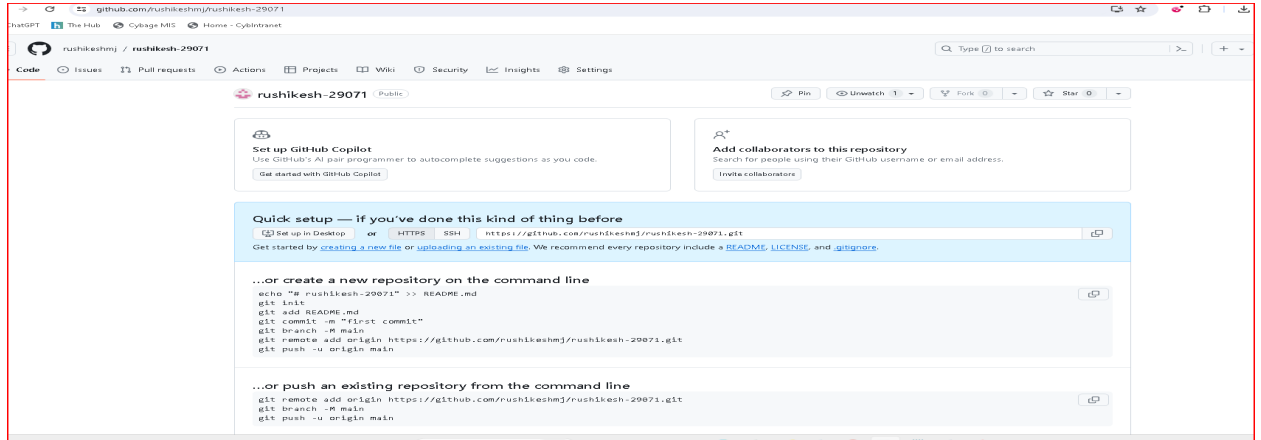 github.com/rushikeshmj/rushikesh-29071
ChatGPT The Hub Cybage MIS Home - CybIntranet
rushikeshmj / rushikesh-29071 Type / to search
Code Issues Pull requests Actions Projects Wiki Security Insights Settings
rushikesh-29071 Public Pin Unwatch 1 Fork 0 Star 0
Set up GitHub Copilot
Use GitHub's AI pair programmer to autocomplete suggestions as you code.
Get started with GitHub Copilot
Add collaborators to this repository
Search for people using their GitHub username or email address.
Invite collaborators
Quick setup — if you've done this kind of thing before
Set up in Desktop or HTTPS SSH https://github.com/rushikeshmj/rushikesh-29071.git
Get started by creating a new file or uploading an existing file. We recommend every repository include a README, LICENSE, and .gitignore.
...or create a new repository on the command line
echo "# rushikesh-29071" >> README.md
git init
git add README.md
git commit -m "first commit"
git branch -M main
git remote add origin https://github.com/rushikeshmj/rushikesh-29071.git
git push -u origin main
...or push an existing repository from the command line
git remote add origin https://github.com/rushikeshmj/rushikesh-29071.git
git branch -M main
git push -u origin main